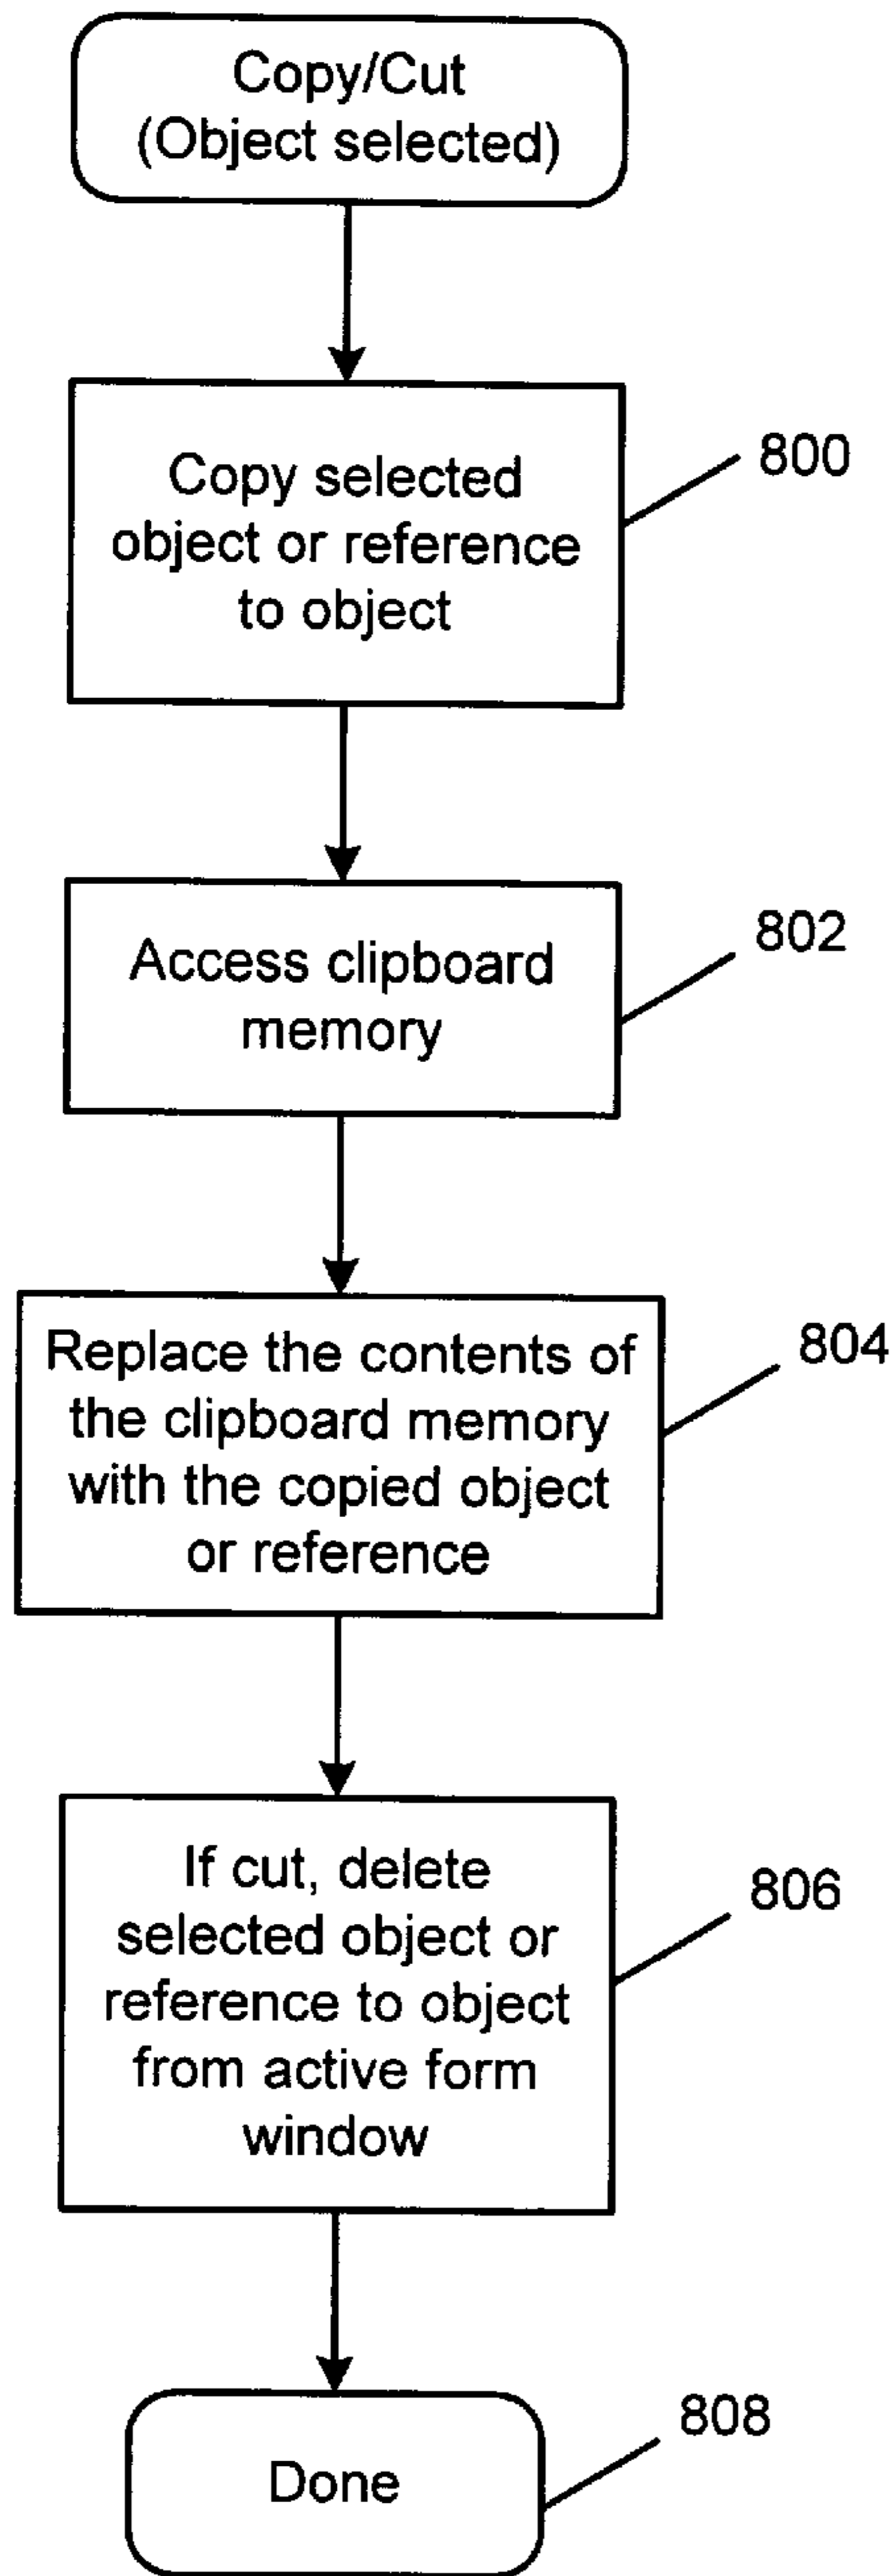 Copy/Cut
(Object selected)
Copy selected
object or reference
to object
800
Access clipboard
memory
802
Replace the contents of
the clipboard memory
with the copied object
or reference
804
If cut, delete
selected object or
reference to object
from active form
window
806
Done
808